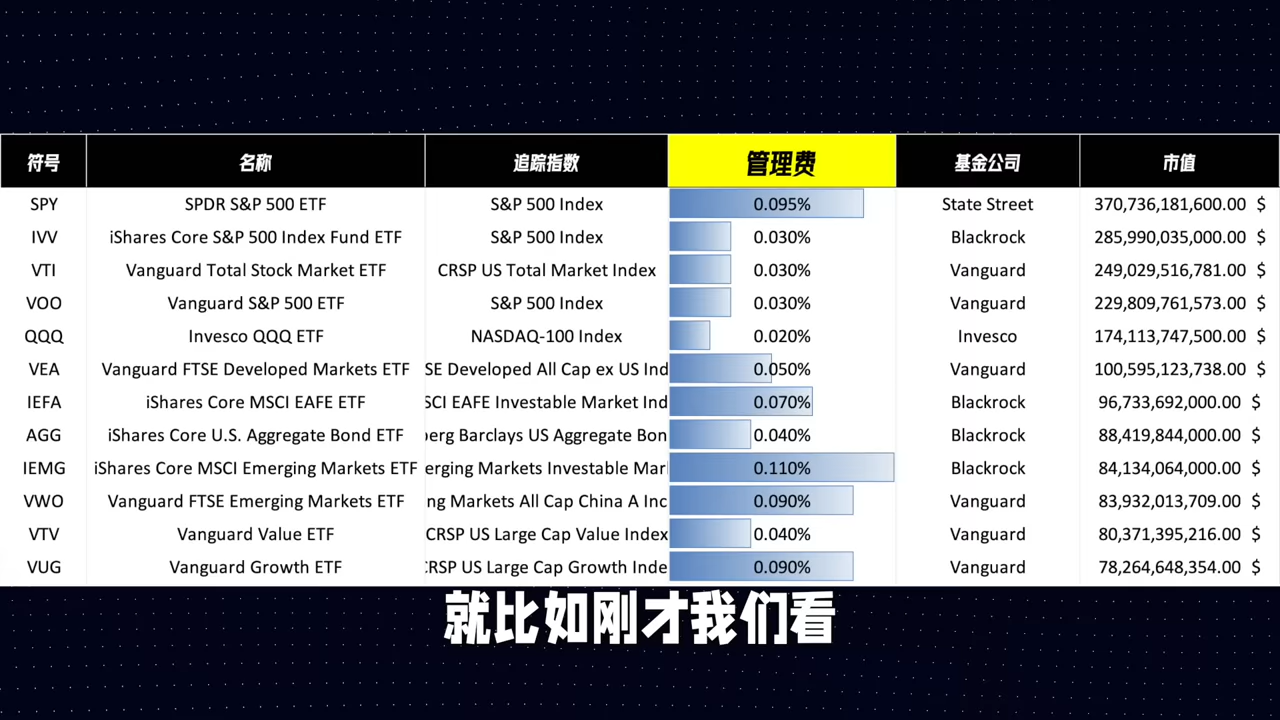 符号 名称 追踪指数 管理费 基金公司 市值
SPY SPDR S&P 500 ETF S&P 500 Index 0.095% State Street 370,736,181,600.00 $
IVV iShares Core S&P 500 Index Fund ETF S&P 500 Index 0.030% Blackrock 285,990,035,000.00 $
VTI Vanguard Total Stock Market ETF CRSP US Total Market Index 0.030% Vanguard 249,029,516,781.00 $
VOO Vanguard S&P 500 ETF S&P 500 Index 0.030% Vanguard 229,809,761,573.00 $
QQQ Invesco QQQ ETF NASDAQ-100 Index 0.020% Invesco 174,113,747,500.00 $
VEA Vanguard FTSE Developed Markets ETF SE Developed All Cap ex US Ind 0.050% Vanguard 100,595,123,738.00 $
IEFA iShares Core MSCI EAFE ETF SCI EAFE Investable Market Ind 0.070% Blackrock 96,733,692,000.00 $
AGG iShares Core U.S. Aggregate Bond ETF berg Barclays US Aggregate Bon 0.040% Blackrock 88,419,844,000.00 $
IEMG iShares Core MSCI Emerging Markets ETF erging Markets Investable Mar 0.110% Blackrock 84,134,064,000.00 $
VWO Vanguard FTSE Emerging Markets ETF ng Markets All Cap China A Inc 0.090% Vanguard 83,932,013,709.00 $
VTV Vanguard Value ETF CRSP US Large Cap Value Index 0.040% Vanguard 80,371,395,216.00 $
VUG Vanguard Growth ETF CRSP US Large Cap Growth Inde 0.090% Vanguard 78,264,648,354.00 $
就比如刚才我们看